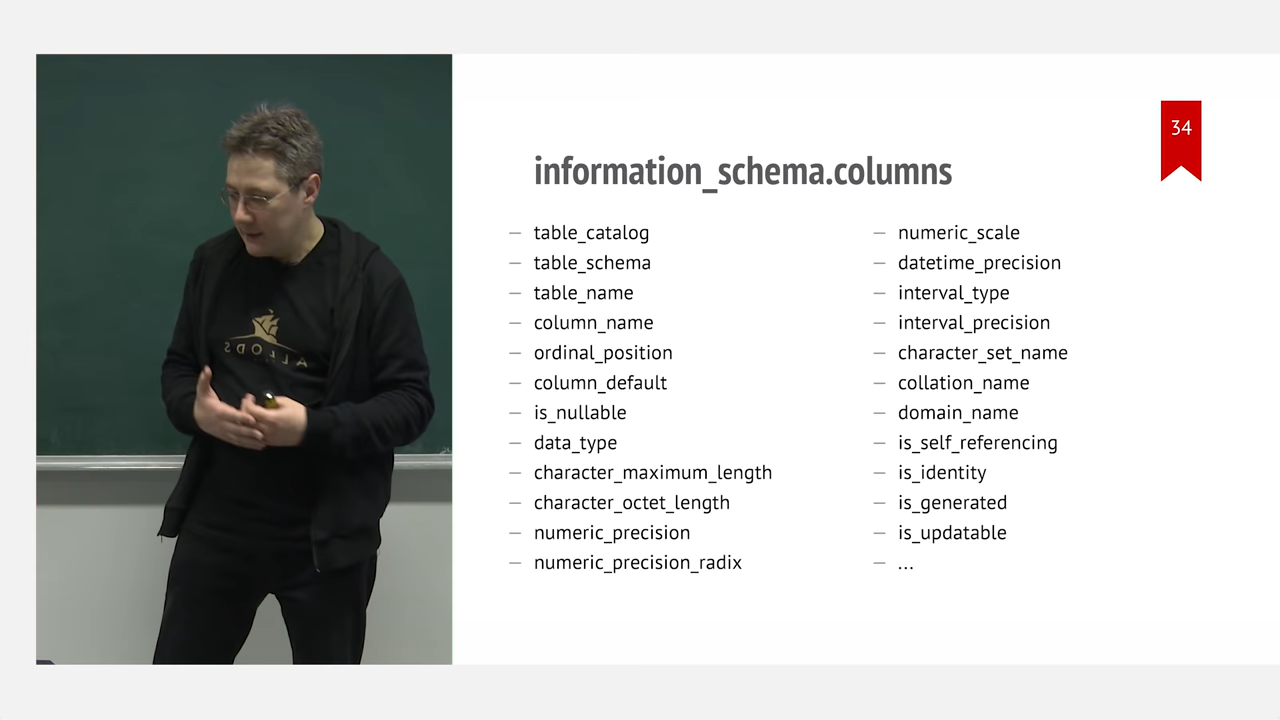 34
information_schema.columns
— table_catalog
— table_schema
— table_name
— column_name
— ordinal_position
— column_default
— is_nullable
— data_type
— character_maximum_length
— character_octet_length
— numeric_precision
— numeric_precision_radix
— numeric_scale
— datetime_precision
— interval_type
— interval_precision
— character_set_name
— collation_name
— domain_name
— is_self_referencing
— is_identity
— is_generated
— is_updatable
— ...
ALLODS